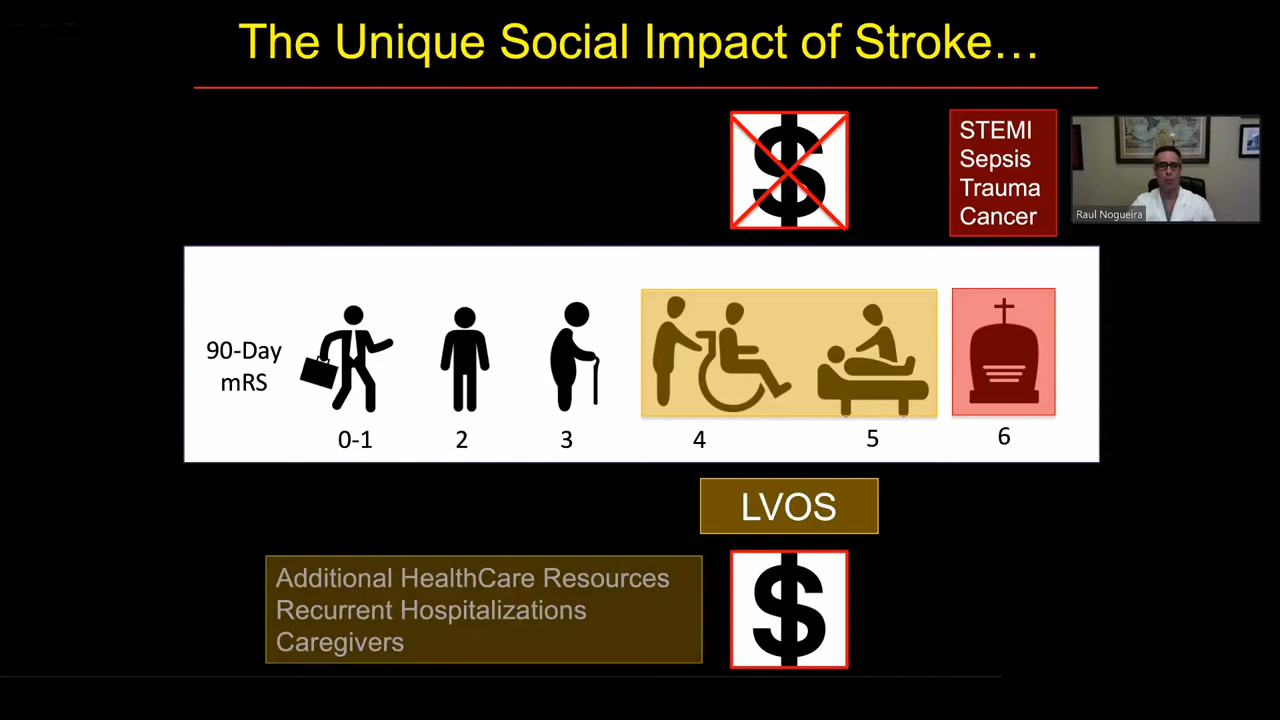 The Unique Social Impact of Stroke…
$
STEMI
Sepsis
Trauma
Cancer
Raul Nogueira
90-Day
mRS
0-1
2
3
4
5
6
LVOS
Additional HealthCare Resources
Recurrent Hospitalizations
Caregivers
$